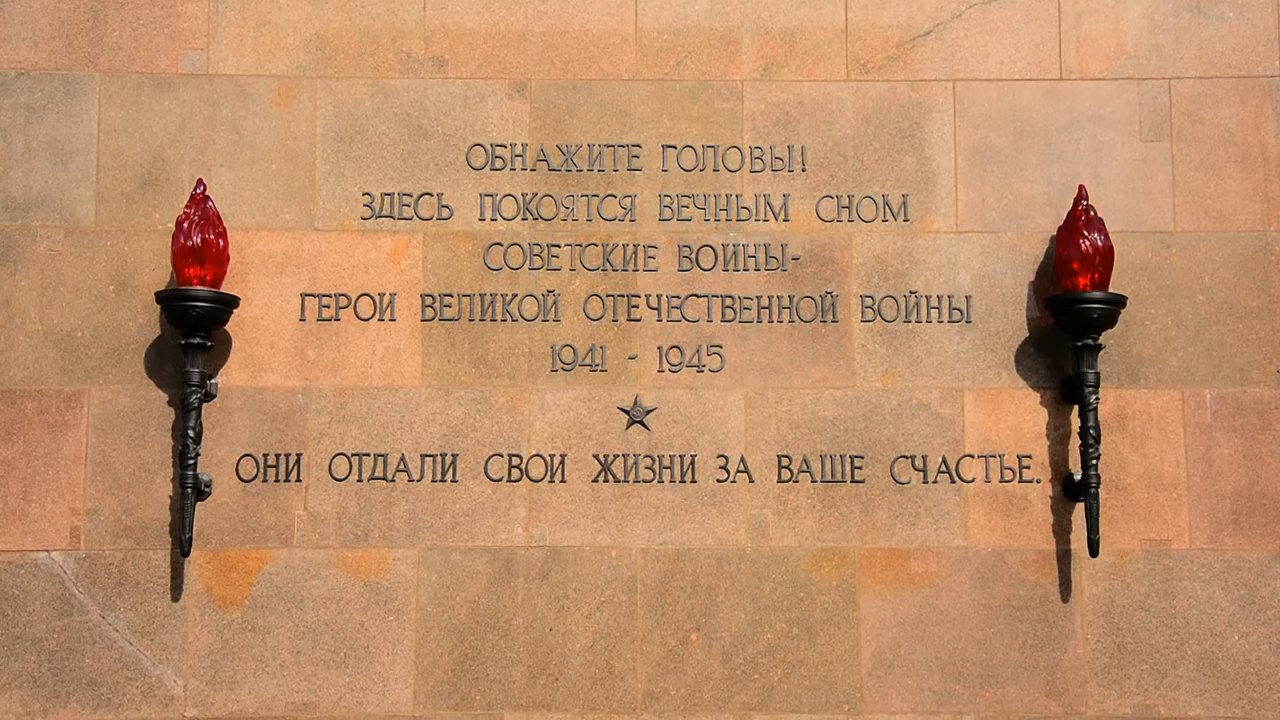 ОБНАЖИТЕ ГОЛОВЫ!
ЗДЕСЬ ПОКОЯТСЯ ВЕЧНЫМ СНОМ
СОВЕТСКИЕ ВОИНЫ-
ГЕРОИ ВЕЛИКОЙ ОТЕЧЕСТВЕННОЙ ВОЙНЫ
1941 - 1945
ОНИ ОТДАЛИ СВОИ ЖИЗНИ ЗА ВАШЕ СЧАСТЬЕ.